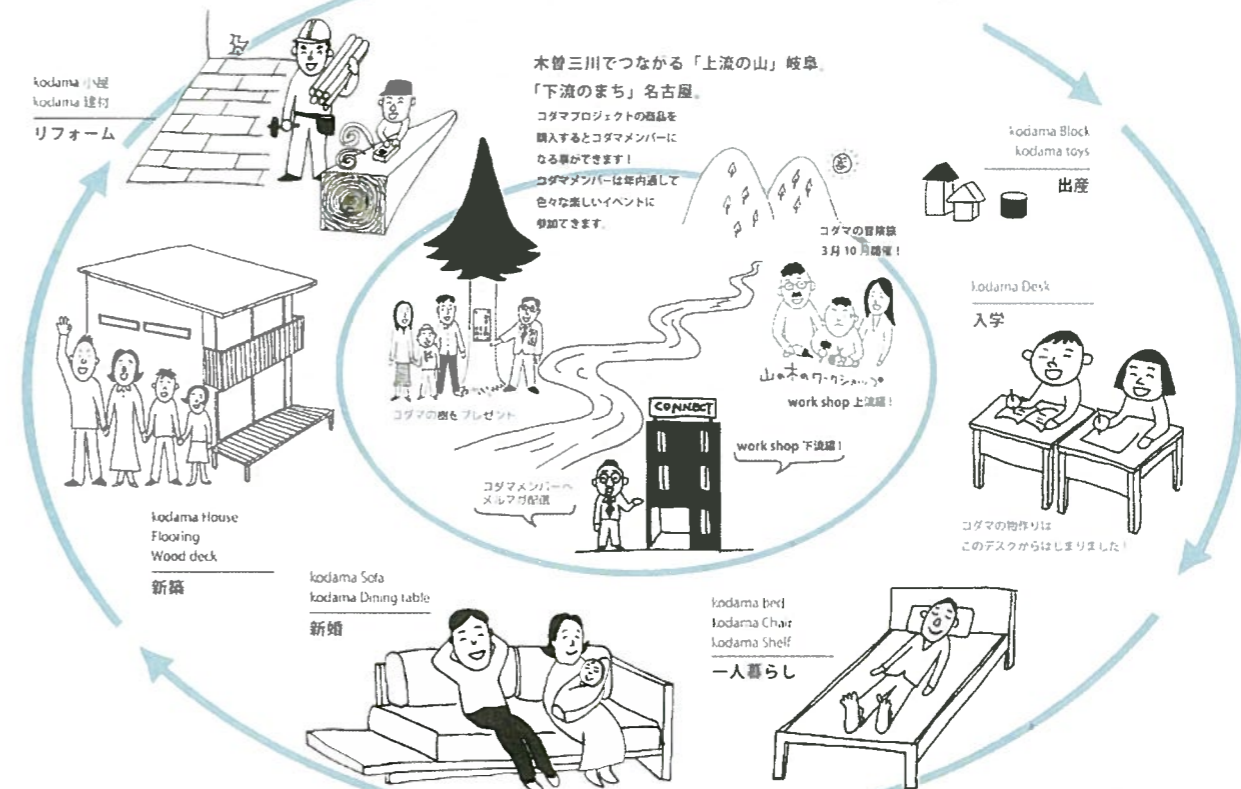 木曽三川でつながる「上流の山」岐阜。
「下流のまち」名古屋。
コダマプロジェクトの商品を
購入するとコダマメンバーに
なる事ができます！
コダマメンバーは年内通して
色々な楽しいイベントに
参加できます。
kodama 小屋
kodama 建材
リフォーム
kodama Block
kodama toys
出産
コダマの冒険旅
3月10月開催！
kodama Desk
入学
山の木のワークショップ
work shop 上流編！
コダマの樹をプレゼント
CONNECT
work shop 下流編！
コダマメンバーへ
メルマガ配選
コダマの物作りは
このデスクからはじまりました！
kodama House
Flooring
Wood deck
新築
kodama Sofa
kodama Dining table
新婚
kodama bed
kodama Chair
kodama Shelf
一人暮らし